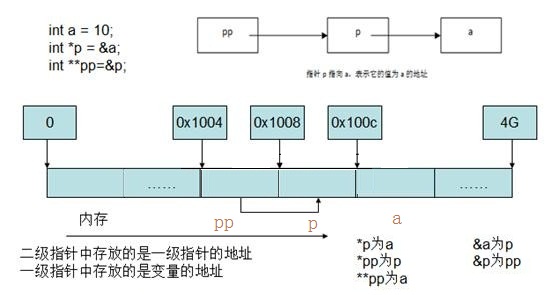 int a = 10;
int *p = &a;
int **pp=&p;
pp
p
a
指针 p 指向 a，表示它的值为 a 的地址
0
0x1004
0x1008
0x100c
4G
......
......
内存
pp
p
a
二级指针中存放的是一级指针的地址
一级指针中存放的是变量的地址
*p为a
&a为p
*pp为p
&p为pp
**pp为a